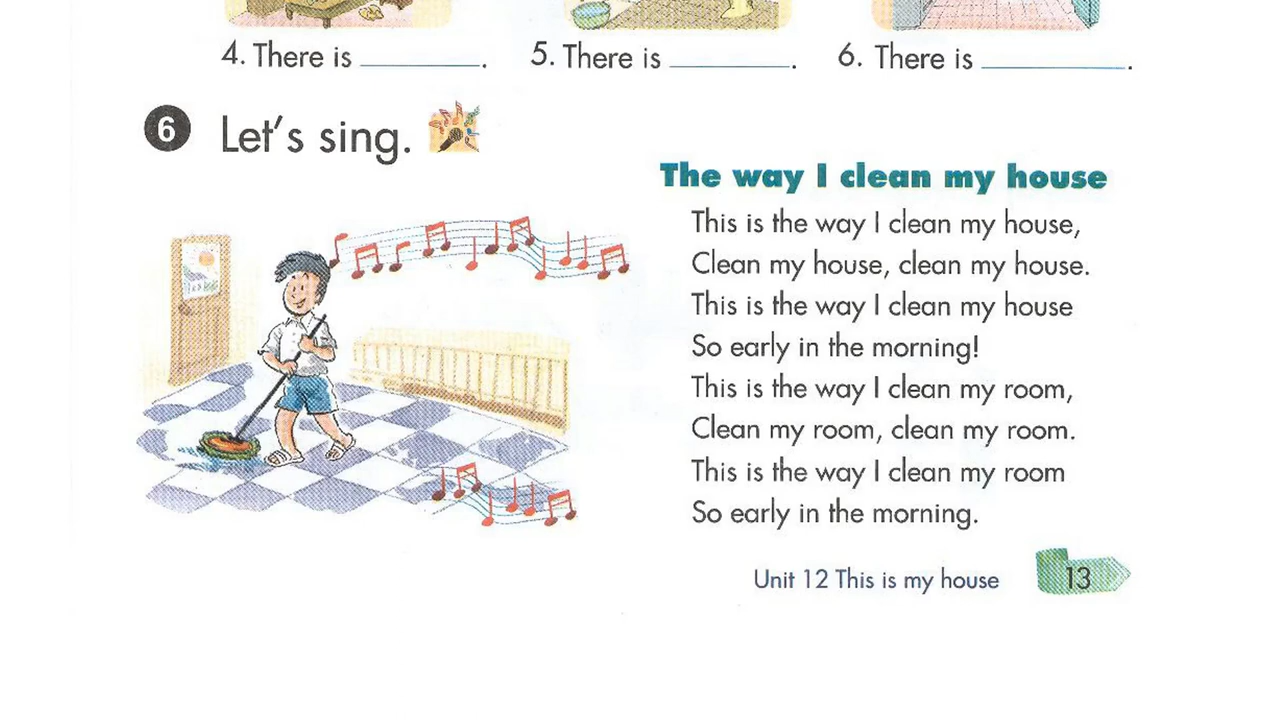 4. There is ________. 5. There is ________. 6. There is ________.
6 Let's sing.
The way I clean my house
This is the way I clean my house,
Clean my house, clean my house.
This is the way I clean my house
So early in the morning!
This is the way I clean my room,
Clean my room, clean my room.
This is the way I clean my room
So early in the morning.
Unit 12 This is my house 13